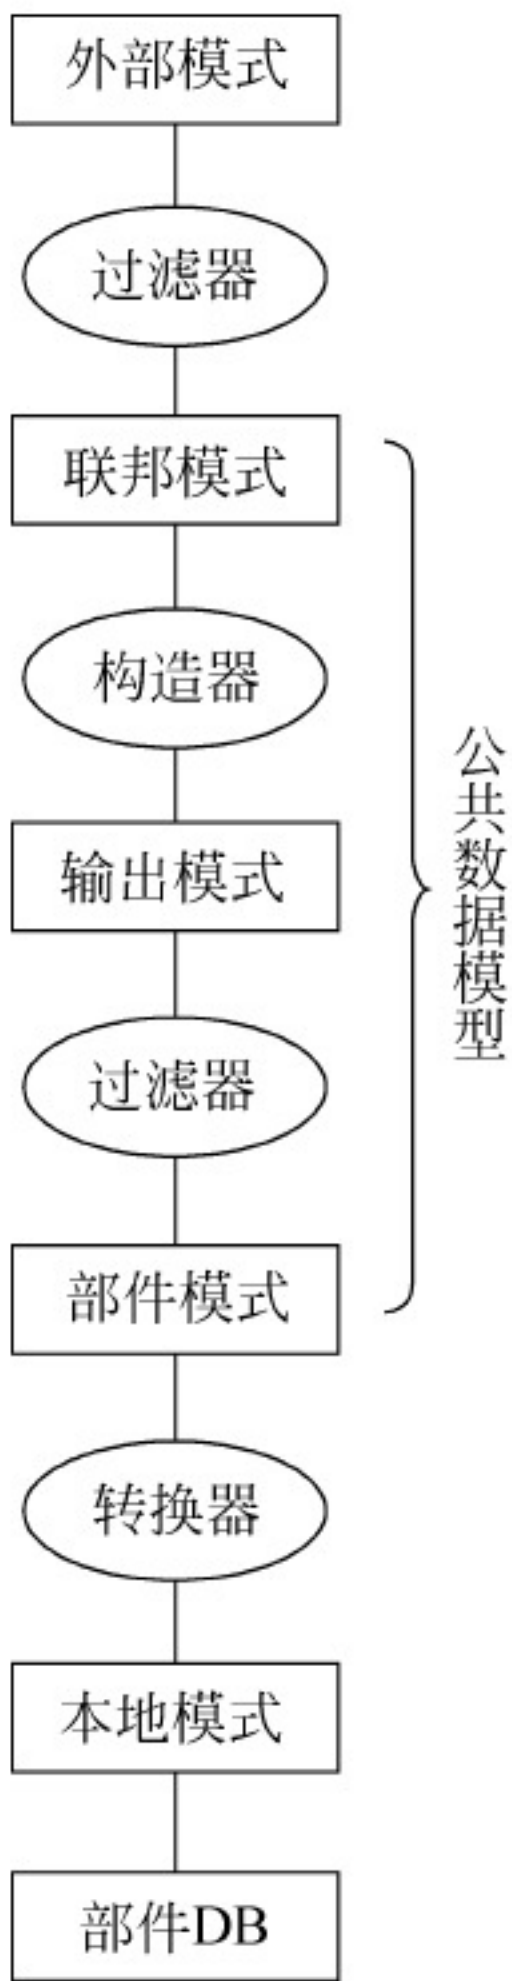 外部模式
过滤器
联邦模式
构造器
输出模式
过滤器
部件模式
转换器
本地模式
部件DB
公共数据模型